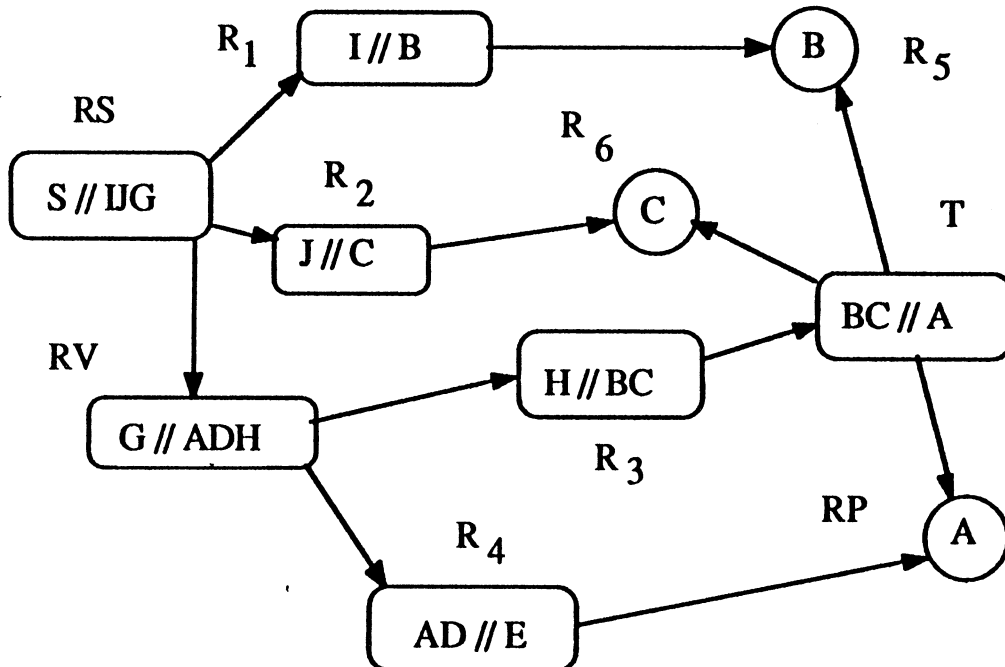 R1
I // B
B
R5
RS
R6
S // IJG
R2
C
T
J // C
BC // A
RV
H // BC
G // ADH
R3
RP
A
R4
AD // E